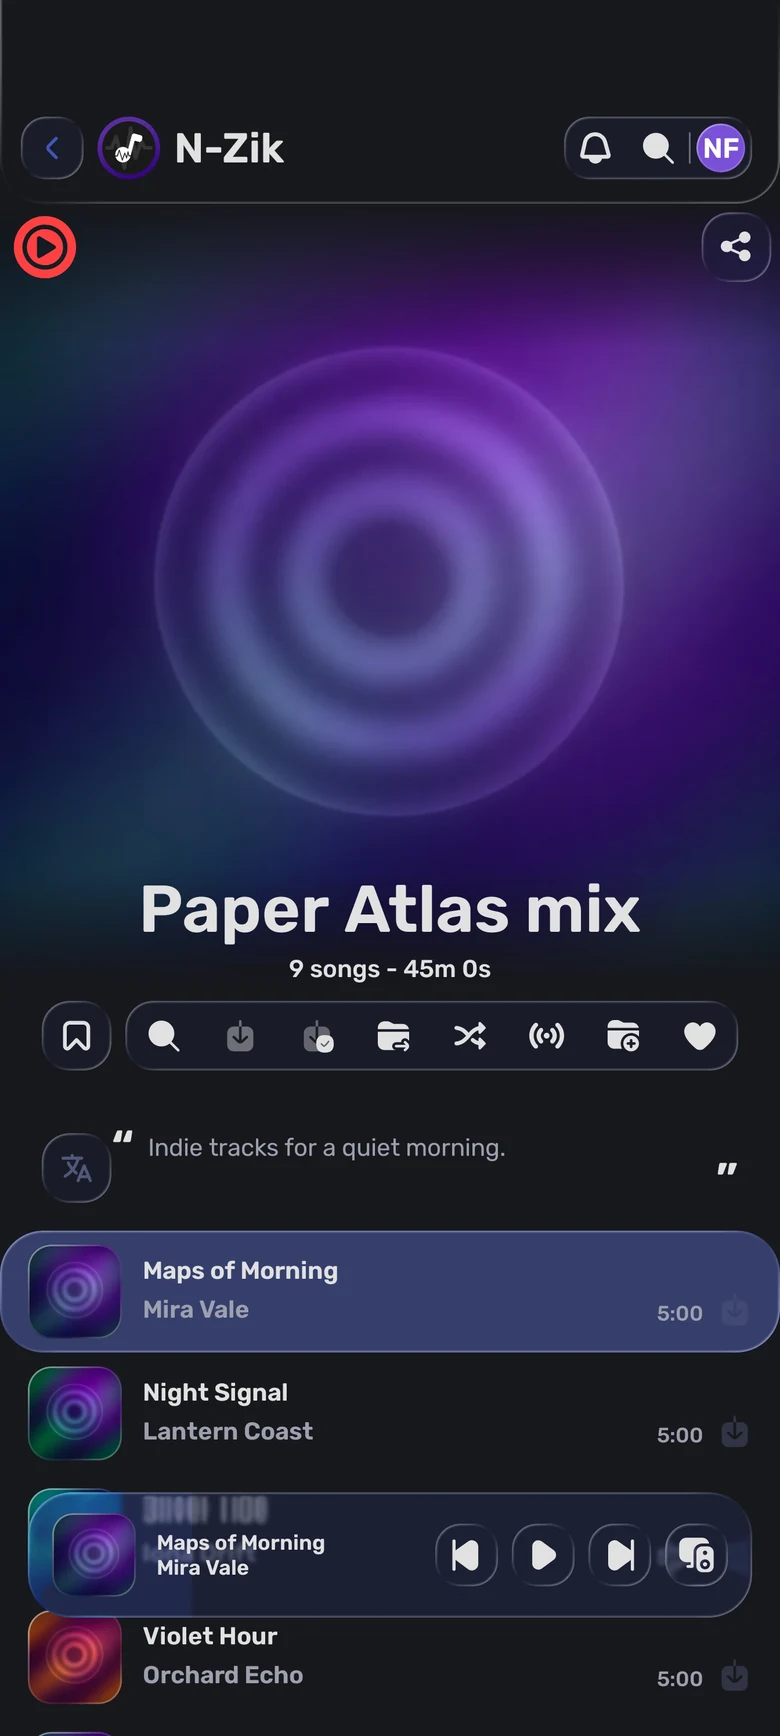 N-Zik
NF
Paper Atlas mix
9 songs - 45m 0s
“ Indie tracks for a quiet morning. ”
Maps of Morning
Mira Vale
5:00
Night Signal
Lantern Coast
5:00
Maps of Morning
Mira Vale
Violet Hour
Orchard Echo
5:00